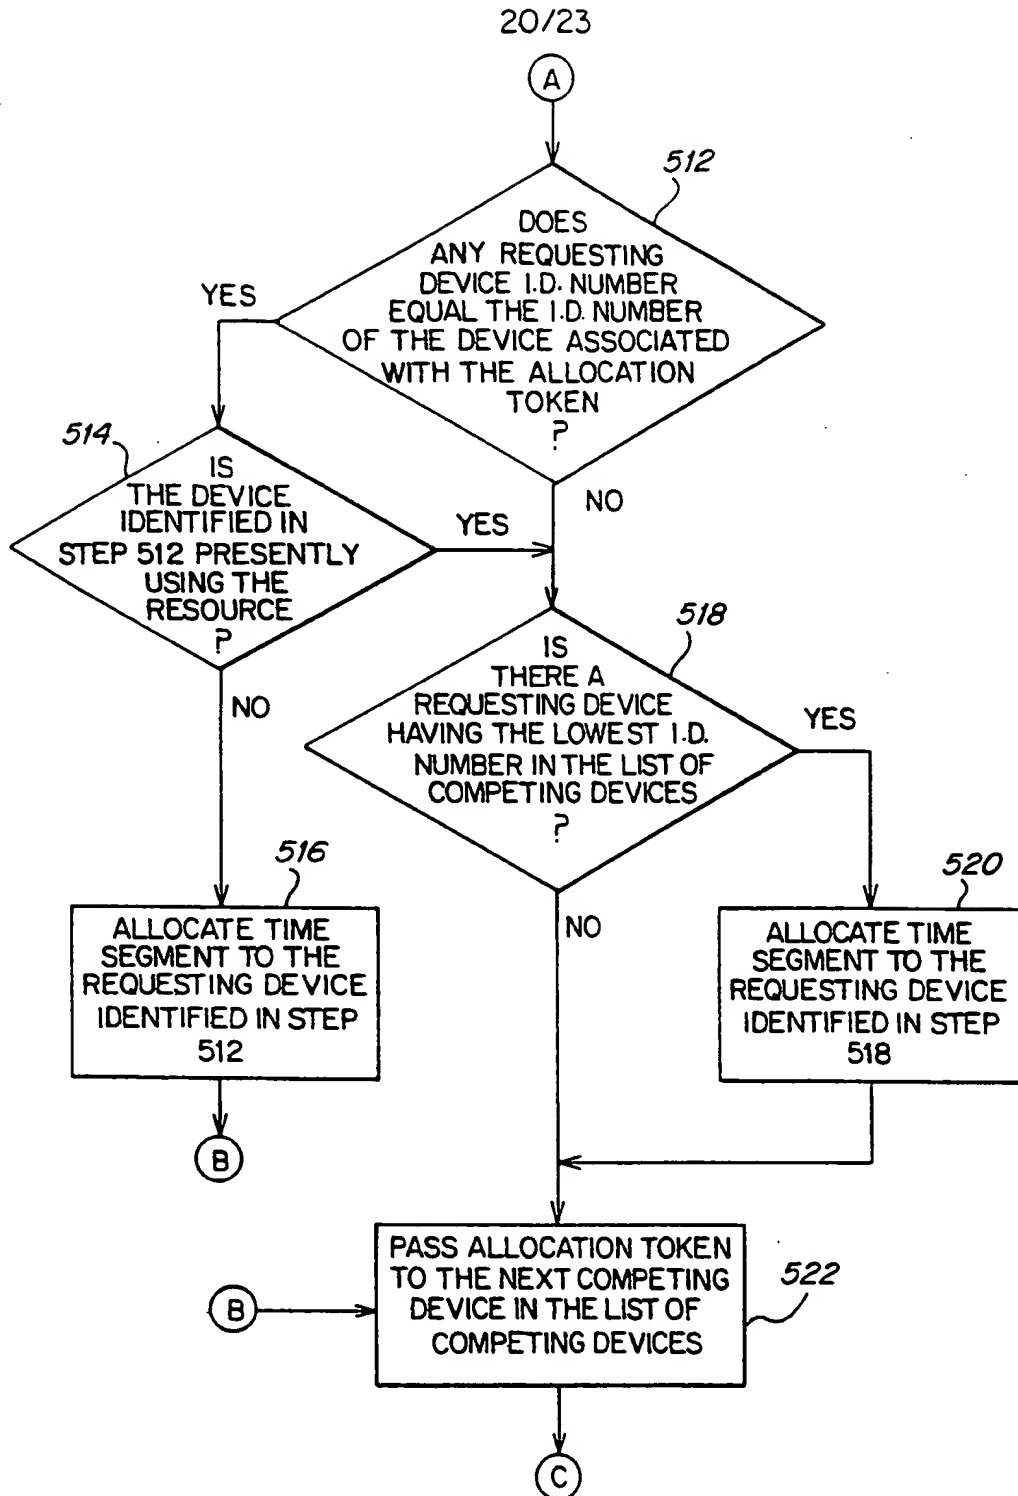 20/23
A
512
DOES
ANY REQUESTING
DEVICE I.D. NUMBER
EQUAL THE I.D. NUMBER
OF THE DEVICE ASSOCIATED
WITH THE ALLOCATION
TOKEN
?
YES
NO
514
IS
THE DEVICE
IDENTIFIED IN
STEP 512 PRESENTLY
USING THE
RESOURCE
?
YES
NO
518
IS
THERE A
REQUESTING DEVICE
HAVING THE LOWEST I.D.
NUMBER IN THE LIST OF
COMPETING DEVICES
?
YES
NO
516
ALLOCATE TIME
SEGMENT TO THE
REQUESTING DEVICE
IDENTIFIED IN STEP
512
B
520
ALLOCATE TIME
SEGMENT TO THE
REQUESTING DEVICE
IDENTIFIED IN STEP
518
B
PASS ALLOCATION TOKEN
TO THE NEXT COMPETING
DEVICE IN THE LIST OF
COMPETING DEVICES
522
C